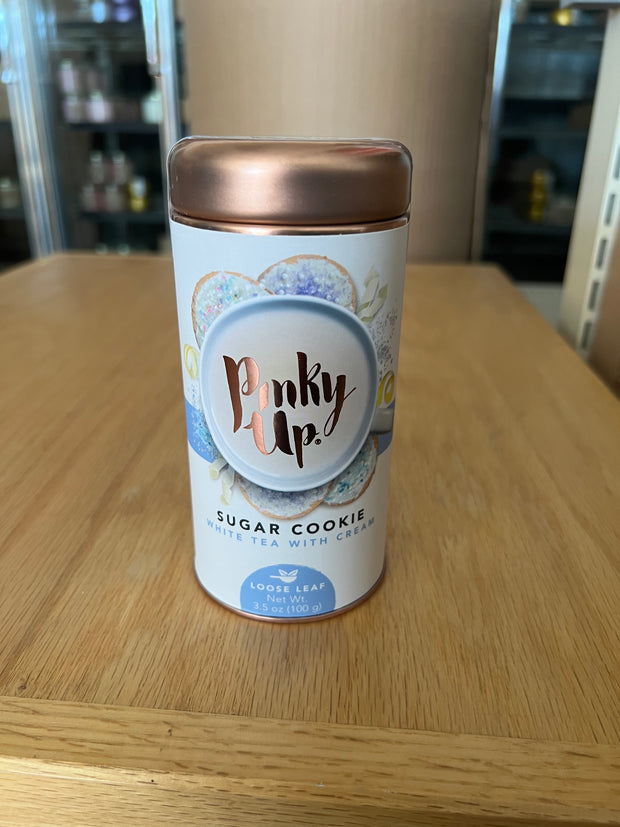 Pinky
Up®
SUGAR COOKIE
WHITE TEA WITH CREAM
LOOSE LEAF
Net Wt.
3.5 oz (100 g)